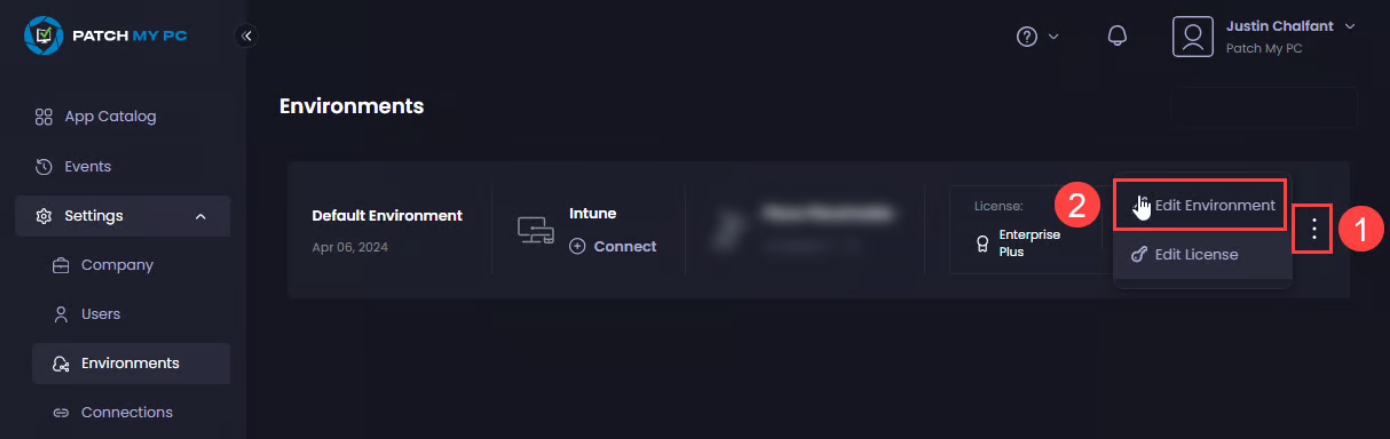 PATCH MY PC
Justin Chalfant
Patch My PC
App Catalog
Events
Settings
Company
Users
Environments
Connections
Environments
Default Environment
Apr 06, 2024
Intune
Connect
License:
Enterprise
Plus
2
Edit Environment
Edit License
1